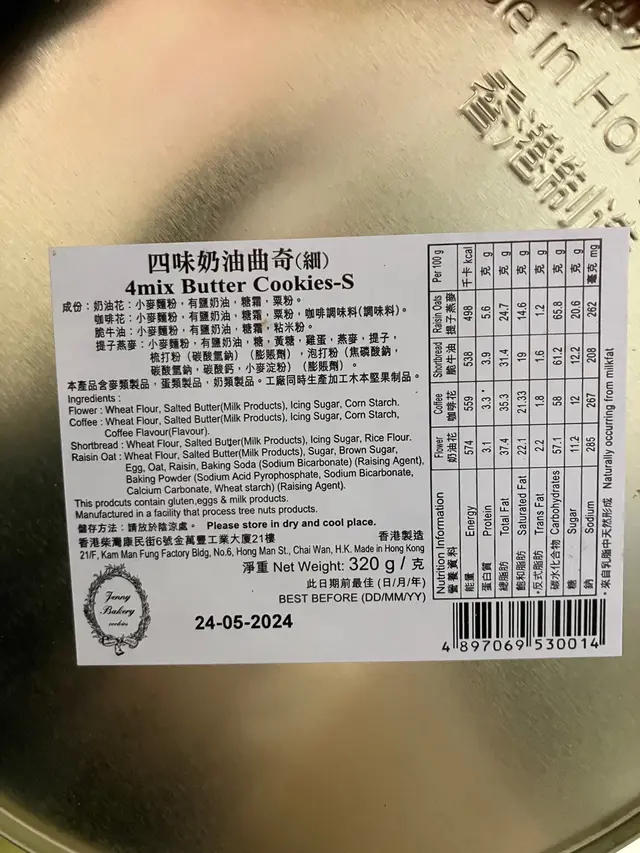 de in Hon
香港製造
四味奶油曲奇(細)
4mix Butter Cookies-S
成份：奶油花：小麥麵粉，有鹽奶油，糖霜，粟粉。
咖啡花：小麥麵粉，有鹽奶油，糖霜，粟粉，咖啡調味料(調味料)。
脆牛油：小麥麵粉，有鹽奶油，糖霜，粘米粉。
提子燕麥：小麥麵粉，有鹽奶油，糖，黃糖，雞蛋，燕麥，提子，
梳打粉（碳酸氫鈉）（膨脹劑），泡打粉（焦磷酸鈉，
碳酸氫鈉，碳酸鈣，小麥淀粉）（膨脹劑）。
本產品含麥類製品，蛋類製品，奶類製品。工廠同時生產加工木本堅果制品。
Ingredients :
Flower : Wheat Flour, Salted Butter(Milk Products), Icing Sugar, Corn Starch.
Coffee : Wheat Flour, Salted Butter(Milk Products), Icing Sugar, Corn Starch,
Coffee Flavour(Flavour).
Shortbread : Wheat Flour, Salted Butter(Milk Products), Icing Sugar, Rice Flour.
Raisin Oat : Wheat Flour, Salted Butter(Milk Products), Sugar, Brown Sugar,
Egg, Oat, Raisin, Baking Soda (Sodium Bicarbonate) (Raising Agent),
Baking Powder (Sodium Acid Pyrophosphate, Sodium Bicarbonate,
Calcium Carbonate, Wheat starch) (Raising Agent).
This prodcuts contain gluten,eggs & milk products.
Manufactured in a facility that process tree nuts products.
儲存方法：請放於陰涼處。 Please store in dry and cool place.
香港柴灣康民街6號金萬豐工業大廈21樓 香港製造
21/F, Kam Man Fung Factory Bldg, No.6, Hong Man St., Chai Wan, H.K. Made in Hong Kong
淨重 Net Weight: 320 g / 克
此日期前最佳 (日/月/年)
BEST BEFORE (DD/MM/YY)
24-05-2024
Jenny
Bakery
cookies
Nutrition Information Flower Coffee Shortbread Raisin Oats Per 100 g
營養資料 奶油花 咖啡花 脆牛油 提子燕麥
能量 Energy 574 559 538 498 千卡 kcal
蛋白質 Protein 3.1 3.3 3.9 5.6 克 g
總脂肪 Total Fat 37.4 35.3 31.4 24.7 克 g
飽和脂肪 Saturated Fat 22.1 21.33 19 14.6 克 g
*反式脂肪 Trans Fat 2.2 1.8 1.6 1.2 克 g
碳水化合物 Carbohydrates 57.1 58 61.2 65.8 克 g
糖 Sugar 11.2 12 12.2 20.6 克 g
鈉 Sodium 285 267 208 262 毫克 mg
*來自乳脂中天然形成 Naturally occurring from milkfat
4 897069 530014